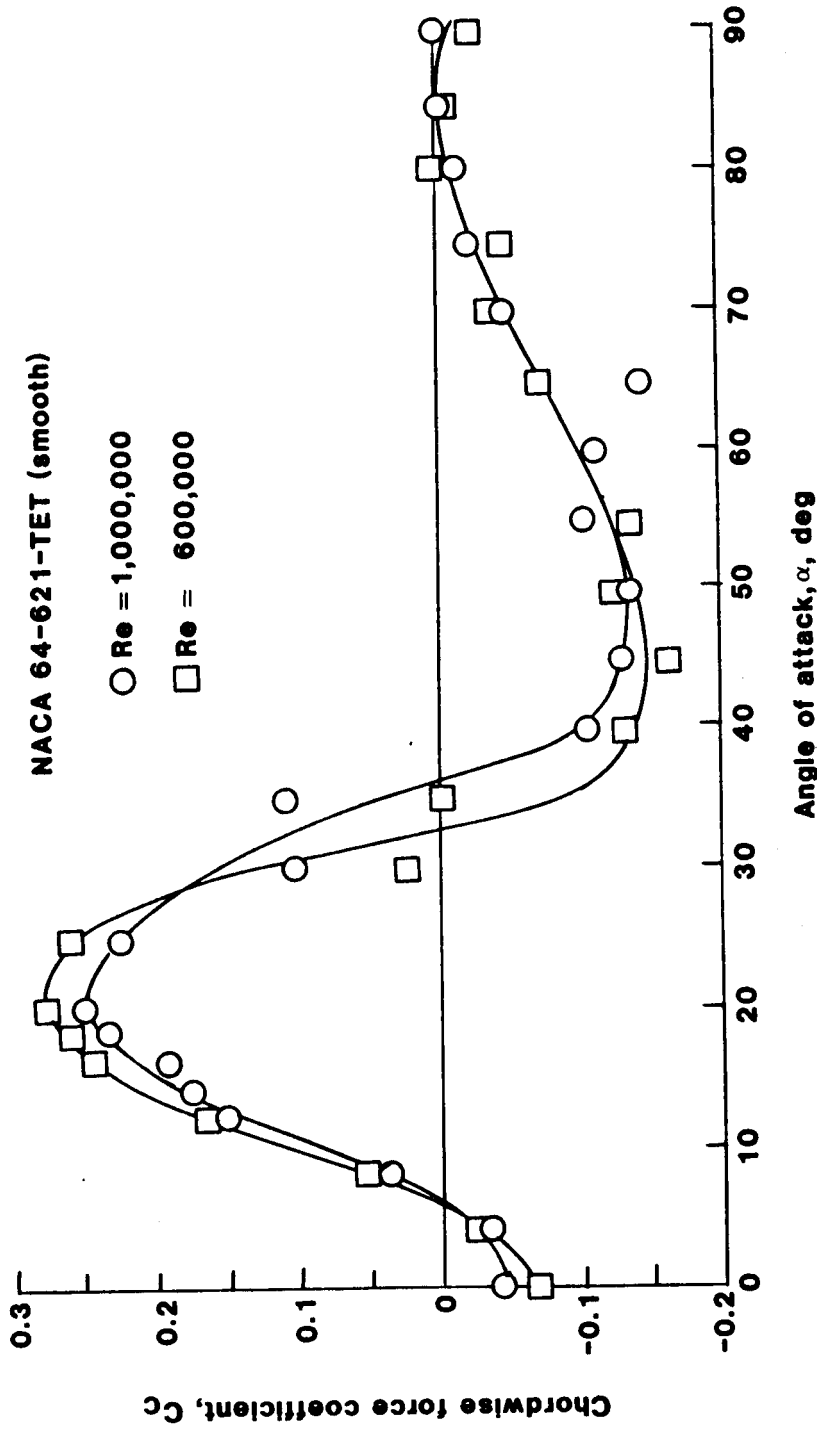 NACA 64-621-TET (smooth)
Re = 1,000,000
Re = 600,000
Chordwise force coefficient, Cc
0.3
0.2
0.1
0
-0.1
-0.2
0 10 20 30 40 50 60 70 80 90
Angle of attack, α, deg